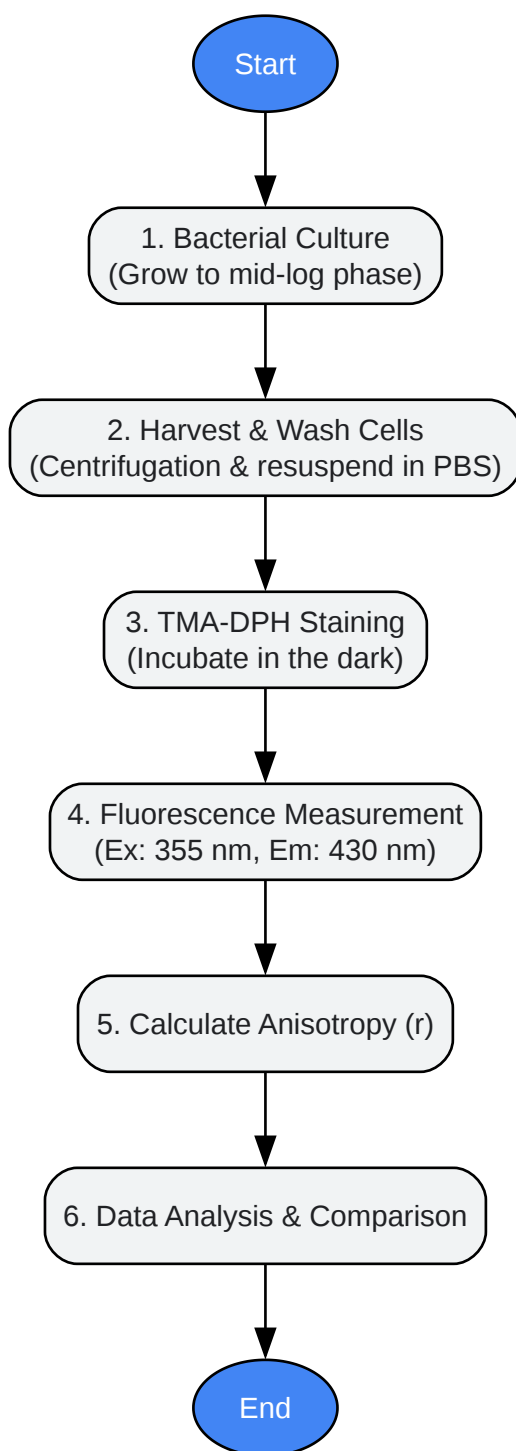 Start
1. Bacterial Culture
(Grow to mid-log phase)
2. Harvest & Wash Cells
(Centrifugation & resuspend in PBS)
3. TMA-DPH Staining
(Incubate in the dark)
4. Fluorescence Measurement
(Ex: 355 nm, Em: 430 nm)
5. Calculate Anisotropy (r)
6. Data Analysis & Comparison
End